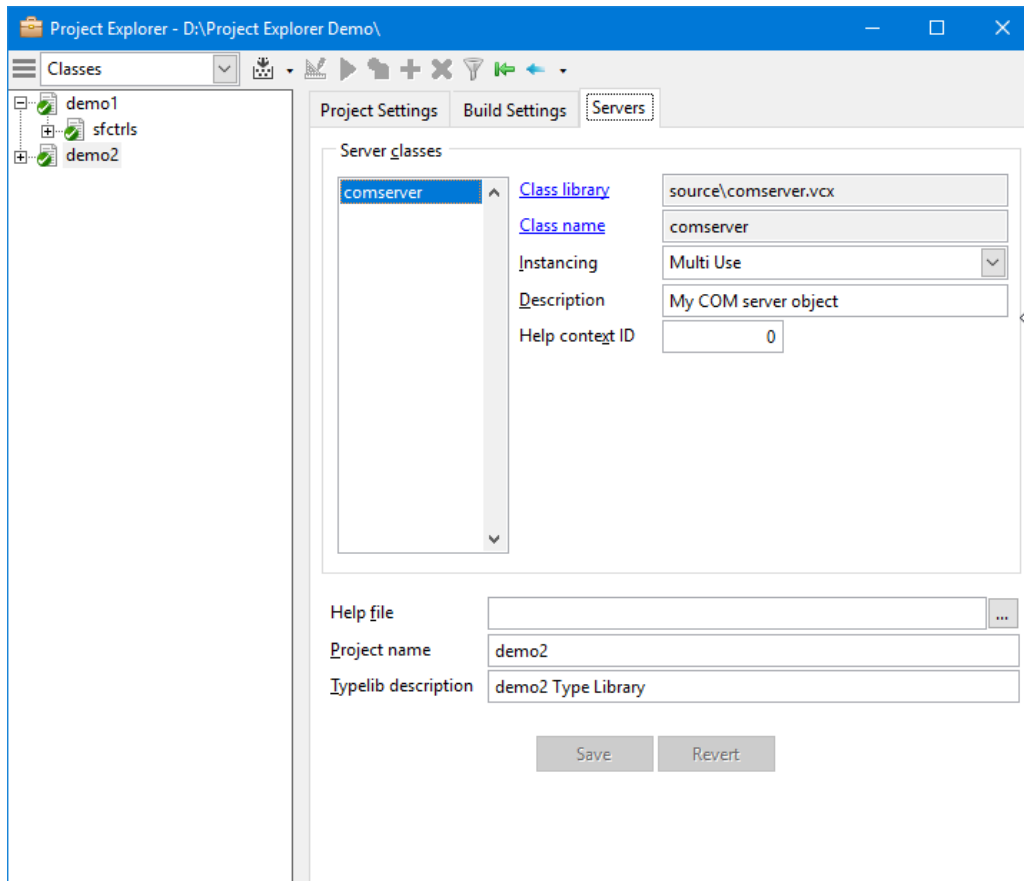 Project Explorer - D:\Project Explorer Demo\
Classes
demo1
sfctrls
demo2
Project Settings
Build Settings
Servers
Server classes
comserver
Class library
source\comserver.vcx
Class name
comserver
Instancing
Multi Use
Description
My COM server object
Help context ID
0
Help file
...
Project name
demo2
Typelib description
demo2 Type Library
Save
Revert